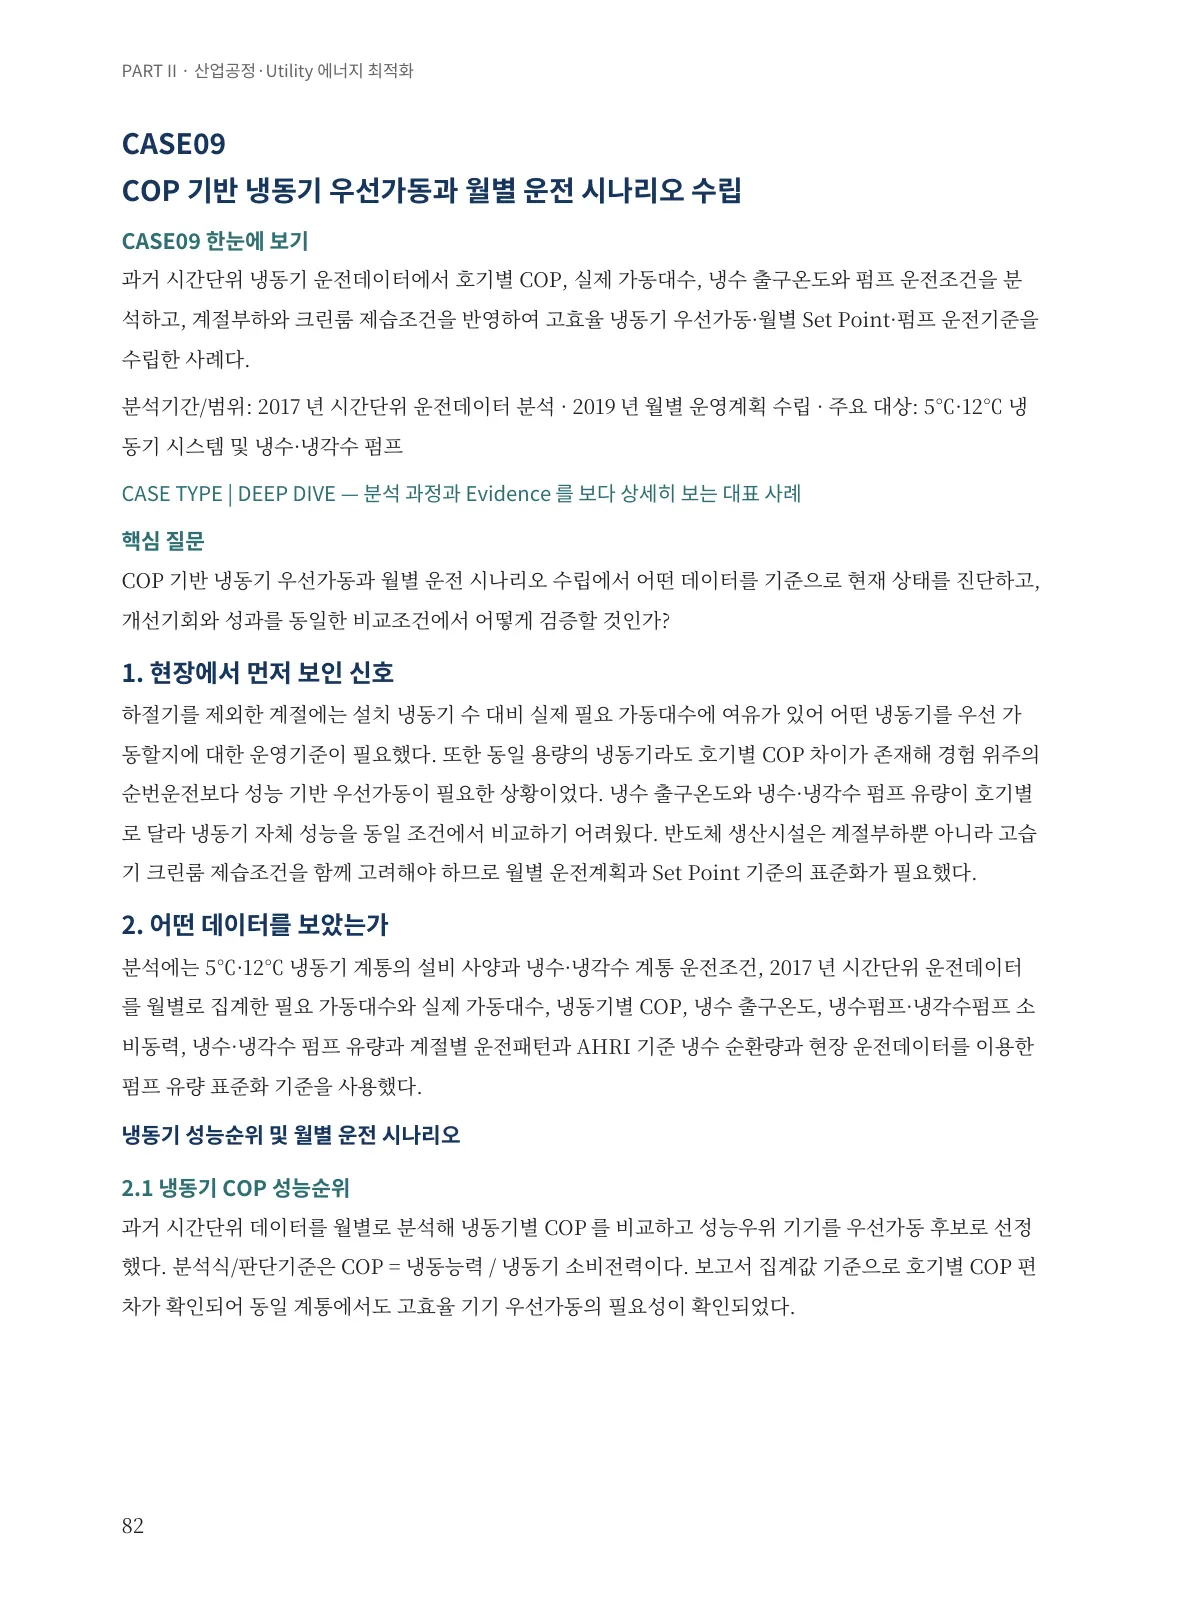 PART II · 산업공정·Utility 에너지 최적화
CASE09
COP 기반 냉동기 우선가동과 월별 운전 시나리오 수립
CASE09 한눈에 보기
과거 시간단위 냉동기 운전데이터에서 호기별 COP, 실제 가동대수, 냉수 출구온도와 펌프 운전조건을 분
석하고, 계절부하와 크린룸 제습조건을 반영하여 고효율 냉동기 우선가동·월별 Set Point·펌프 운전기준을
수립한 사례다.
분석기간/범위: 2017 년 시간단위 운전데이터 분석 · 2019 년 월별 운영계획 수립 · 주요 대상: 5℃·12℃ 냉
동기 시스템 및 냉수·냉각수 펌프
CASE TYPE | DEEP DIVE — 분석 과정과 Evidence 를 보다 상세히 보는 대표 사례
핵심 질문
COP 기반 냉동기 우선가동과 월별 운전 시나리오 수립에서 어떤 데이터를 기준으로 현재 상태를 진단하고,
개선기회와 성과를 동일한 비교조건에서 어떻게 검증할 것인가?
1. 현장에서 먼저 보인 신호
하절기를 제외한 계절에는 설치 냉동기 수 대비 실제 필요 가동대수에 여유가 있어 어떤 냉동기를 우선 가
동할지에 대한 운영기준이 필요했다. 또한 동일 용량의 냉동기라도 호기별 COP 차이가 존재해 경험 위주의
순번운전보다 성능 기반 우선가동이 필요한 상황이었다. 냉수 출구온도와 냉수·냉각수 펌프 유량이 호기별
로 달라 냉동기 자체 성능을 동일 조건에서 비교하기 어려웠다. 반도체 생산시설은 계절부하뿐 아니라 고습
기 크린룸 제습조건을 함께 고려해야 하므로 월별 운전계획과 Set Point 기준의 표준화가 필요했다.
2. 어떤 데이터를 보았는가
분석에는 5℃·12℃ 냉동기 계통의 설비 사양과 냉수·냉각수 계통 운전조건, 2017 년 시간단위 운전데이터
를 월별로 집계한 필요 가동대수와 실제 가동대수, 냉동기별 COP, 냉수 출구온도, 냉수펌프·냉각수펌프 소
비동력, 냉수·냉각수 펌프 유량과 계절별 운전패턴과 AHRI 기준 냉수 순환량과 현장 운전데이터를 이용한
펌프 유량 표준화 기준을 사용했다.
냉동기 성능순위 및 월별 운전 시나리오
2.1 냉동기 COP 성능순위
과거 시간단위 데이터를 월별로 분석해 냉동기별 COP 를 비교하고 성능우위 기기를 우선가동 후보로 선정
했다. 분석식/판단기준은 COP = 냉동능력 / 냉동기 소비전력이다. 보고서 집계값 기준으로 호기별 COP 편
차가 확인되어 동일 계통에서도 고효율 기기 우선가동의 필요성이 확인되었다.
82